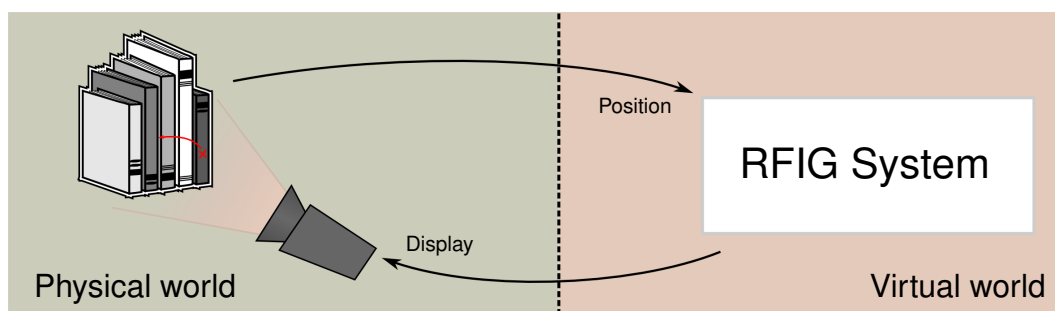 Position
RFIG System
Display
Physical world
Virtual world